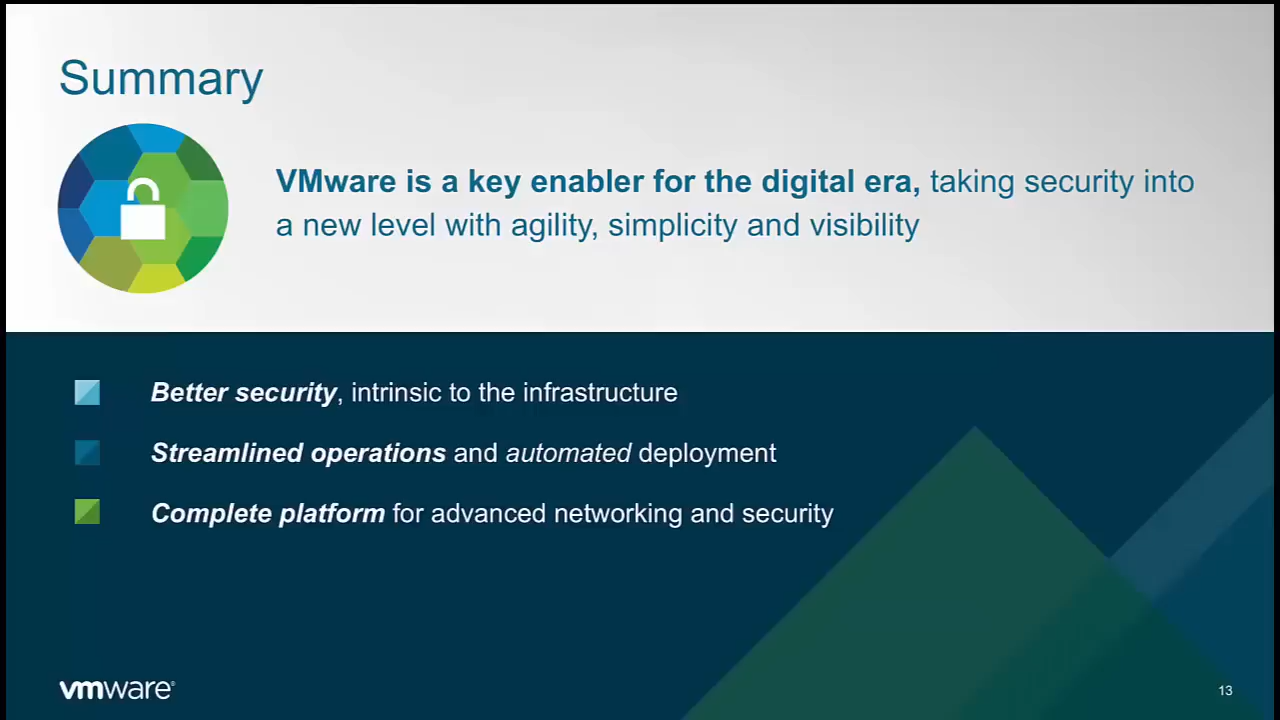 Summary
VMware is a key enabler for the digital era, taking security into
a new level with agility, simplicity and visibility
Better security, intrinsic to the infrastructure
Streamlined operations and automated deployment
Complete platform for advanced networking and security
vmware®
13